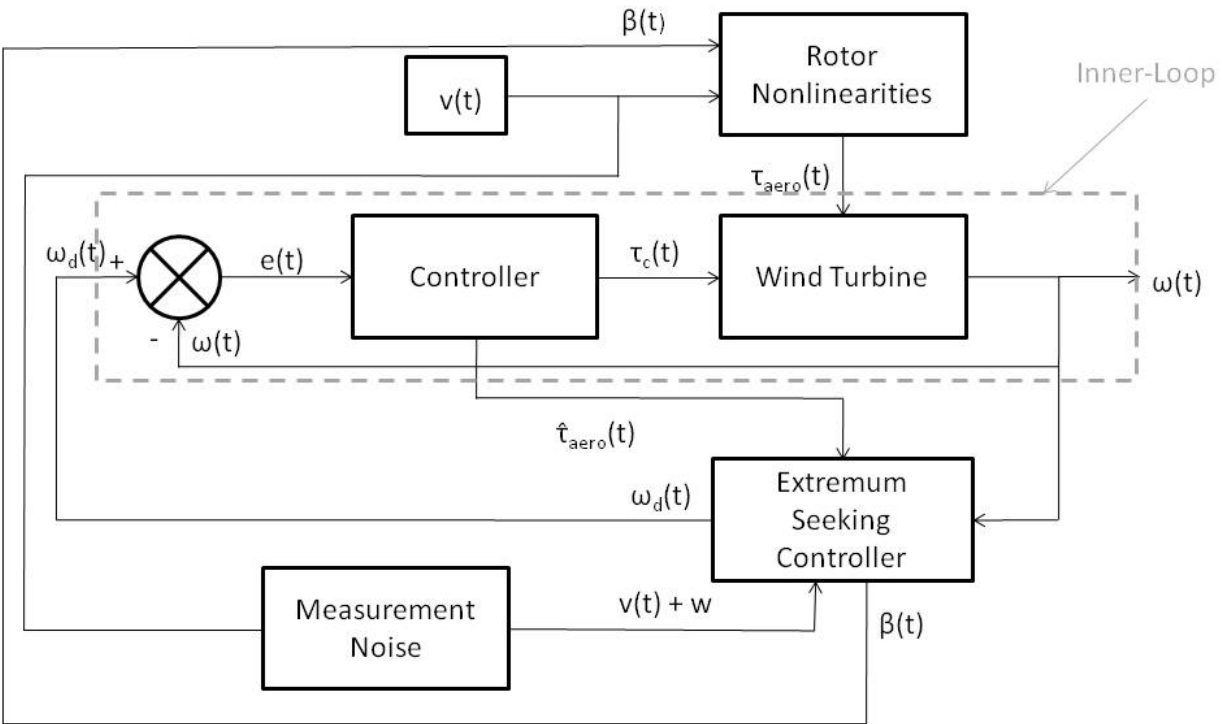 β(t)
Rotor
Nonlinearities
Inner-Loop
v(t)
τaero(t)
ωd(t) +
e(t)
Controller
τc(t)
Wind Turbine
ω(t)
- ω(t)
τ̂aero(t)
ωd(t)
Extremum
Seeking
Controller
Measurement
Noise
v(t) + w
β(t)